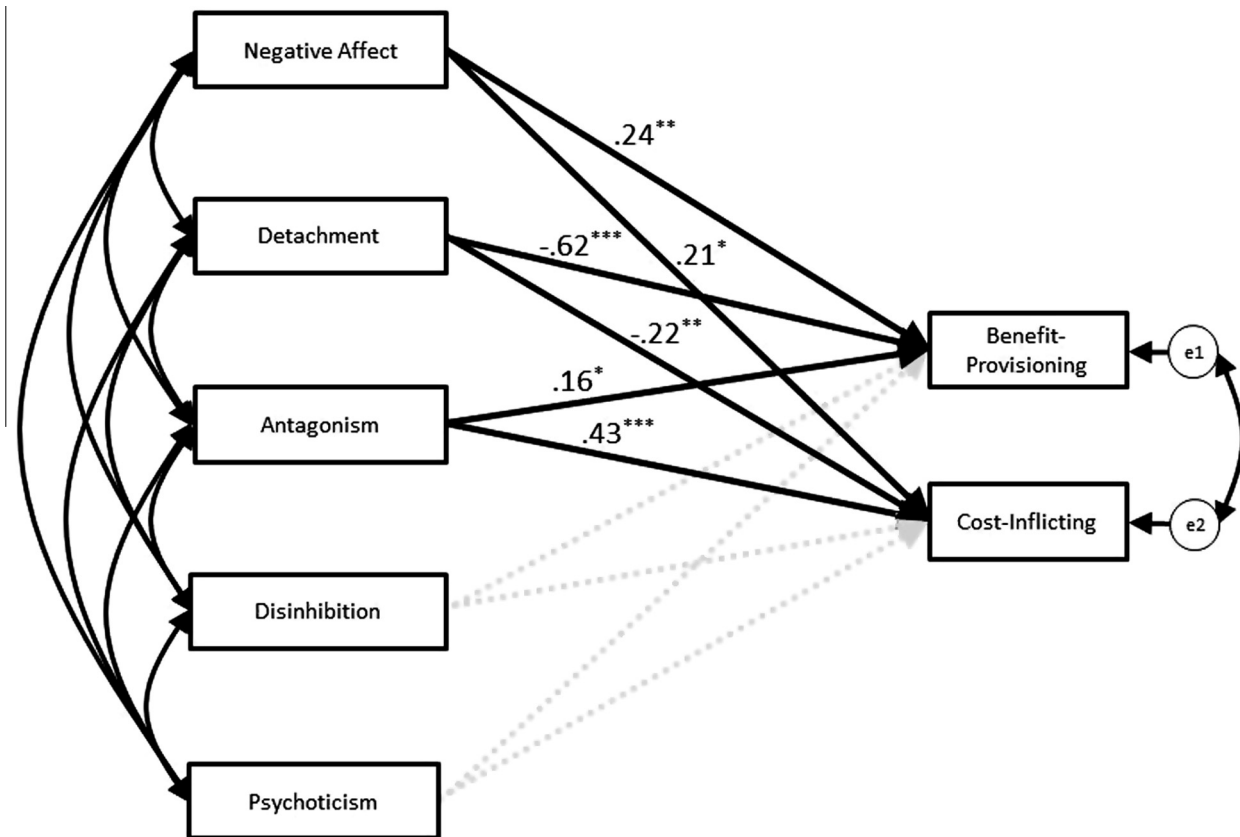 Negative Affect
.24**
Detachment
-.62***
.21*
-.22**
Benefit-
Provisioning
e1
.16*
Antagonism
.43***
Cost-Inflicting
e2
Disinhibition
Psychoticism